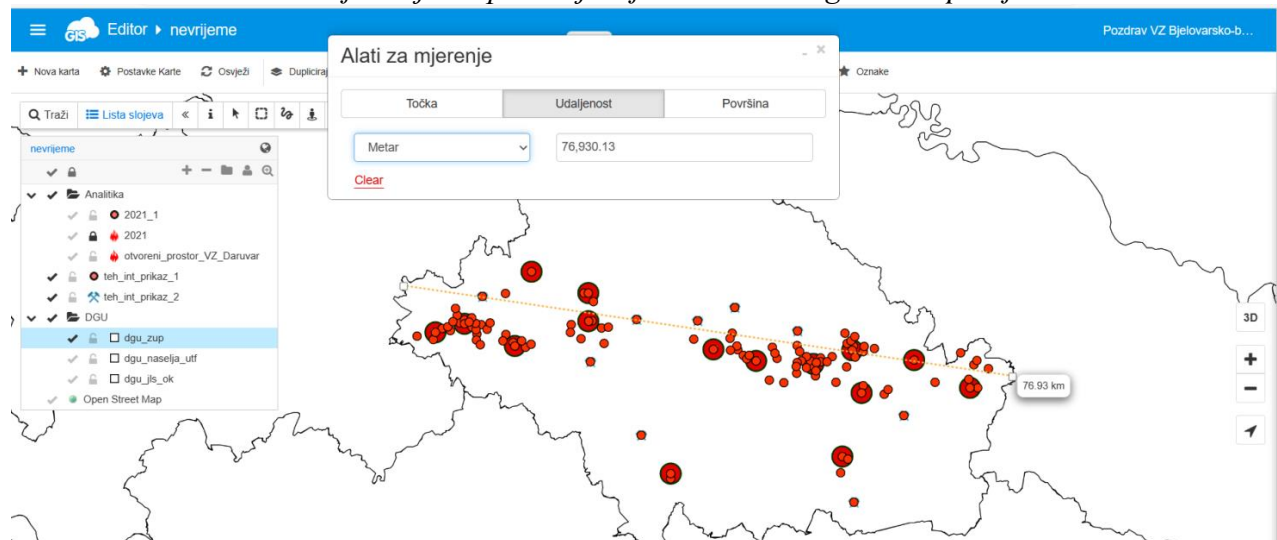 GIS Editor ▸ nevrijeme
Pozdrav VZ Bjelovarsko-b...
Alati za mjerenje
Nova karta Postavke Karte Osvježi Dupliciraj Oznake
Točka Udaljenost Površina
Traži Lista slojeva
Metar 76,930.13
Clear
nevrijeme
Analitika
2021_1
2021
otvoreni_prostor_VZ_Daruvar
teh_int_prikaz_1
teh_int_prikaz_2
DGU
dgu_zup
dgu_naselja_utf
dgu_jls_ok
Open Street Map
3D
76.93 km